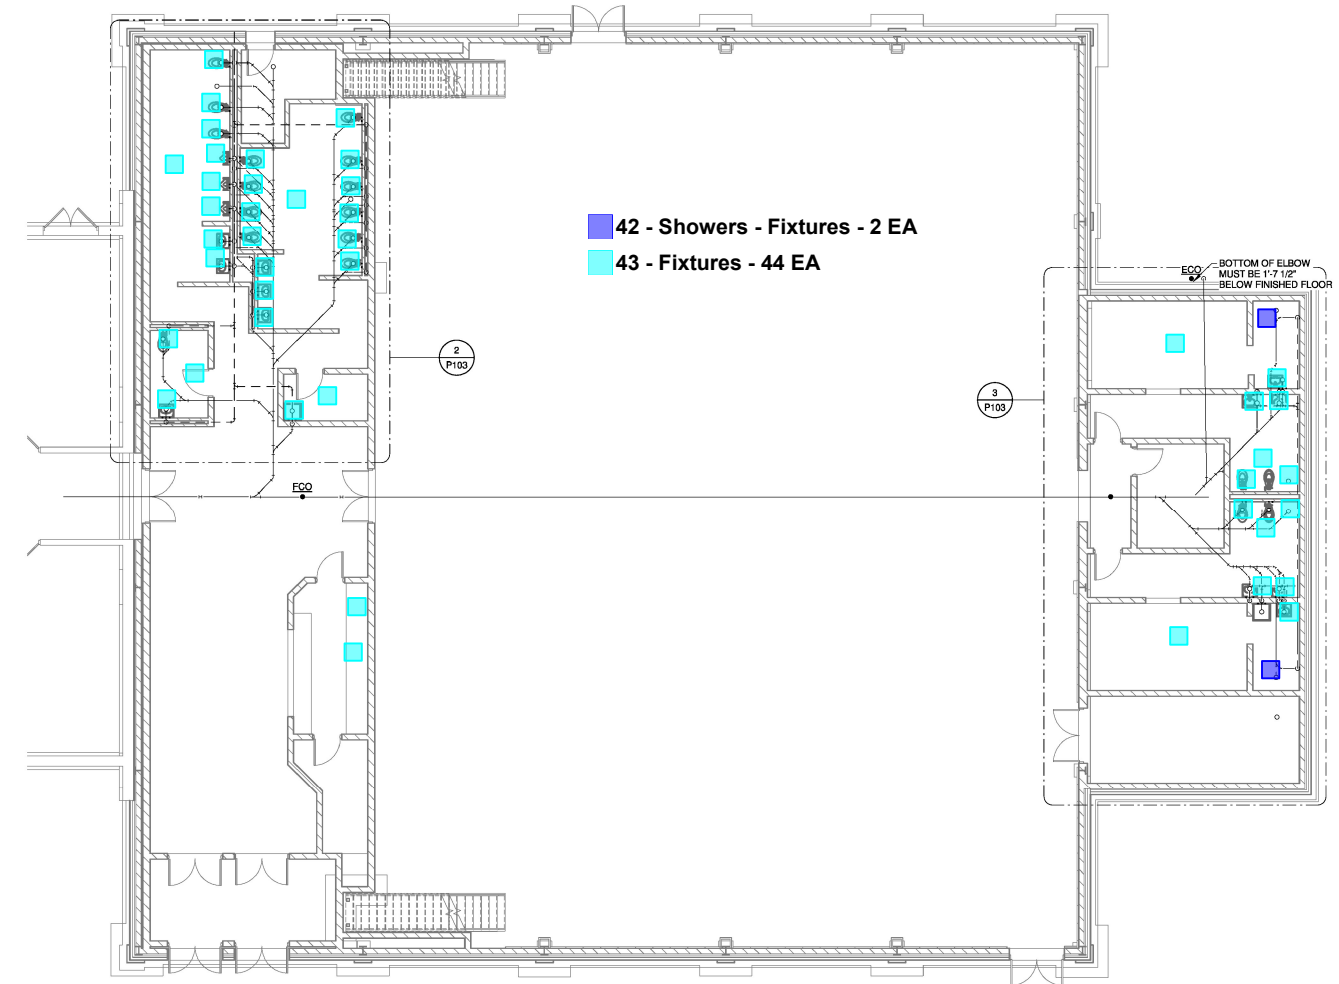 42 - Showers - Fixtures - 2 EA
43 - Fixtures - 44 EA
ECO
BOTTOM OF ELBOW
MUST BE 1'-7 1/2"
BELOW FINISHED FLOOR
2
P103
3
P103
FCO